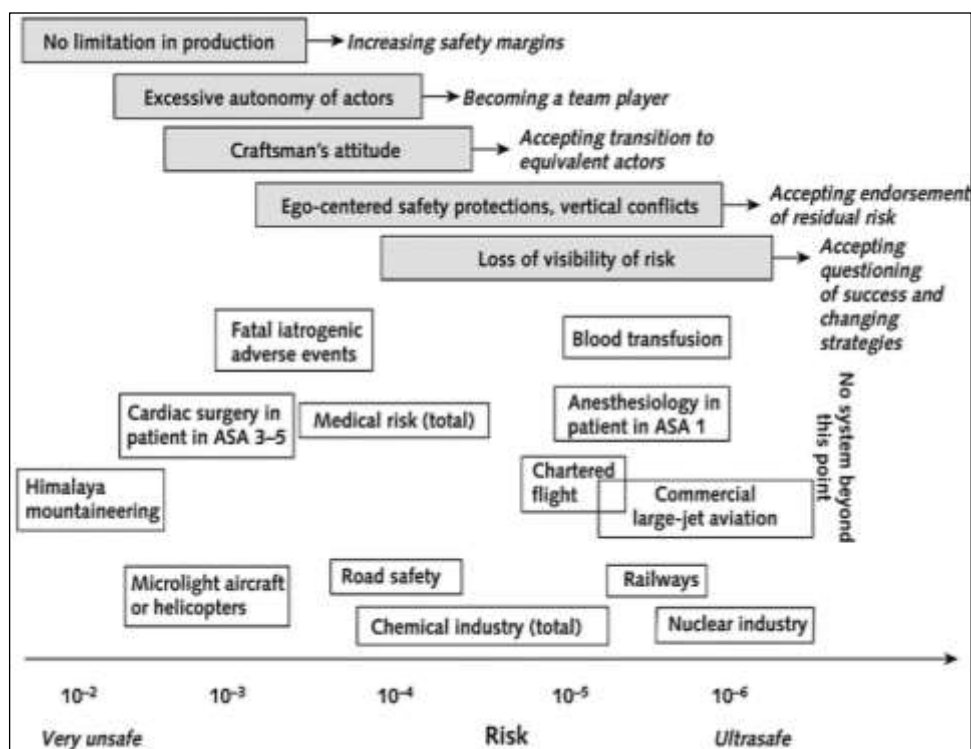 No limitation in production
Increasing safety margins
Excessive autonomy of actors
Becoming a team player
Craftsman's attitude
Accepting transition to
equivalent actors
Ego-centered safety protections, vertical conflicts
Accepting endorsement
of residual risk
Loss of visibility of risk
Accepting
questioning
of success and
changing
strategies
Fatal iatrogenic
adverse events
Blood transfusion
Cardiac surgery in
patient in ASA 3–5
Medical risk (total)
Anesthesiology in
patient in ASA 1
No system beyond
this point
Himalaya
mountaineering
Chartered
flight
Commercial
large-jet aviation
Microlight aircraft
or helicopters
Road safety
Railways
Chemical industry (total)
Nuclear industry
10⁻² 10⁻³ 10⁻⁴ 10⁻⁵ 10⁻⁶
Very unsafe Risk Ultrasafe